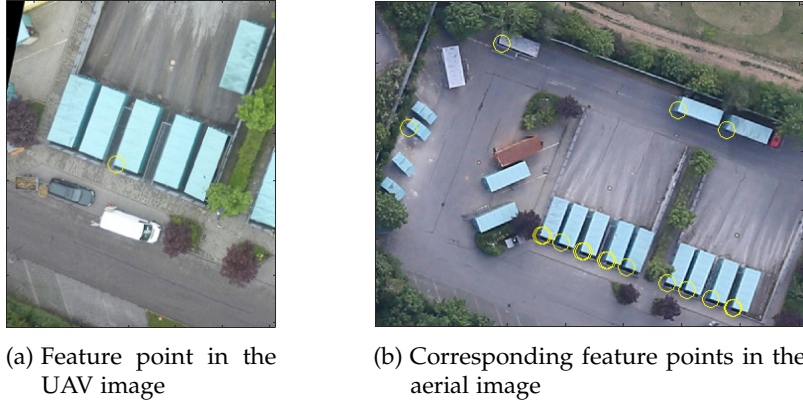 (a) Feature point in the
UAV image
(b) Corresponding feature points in the
aerial image